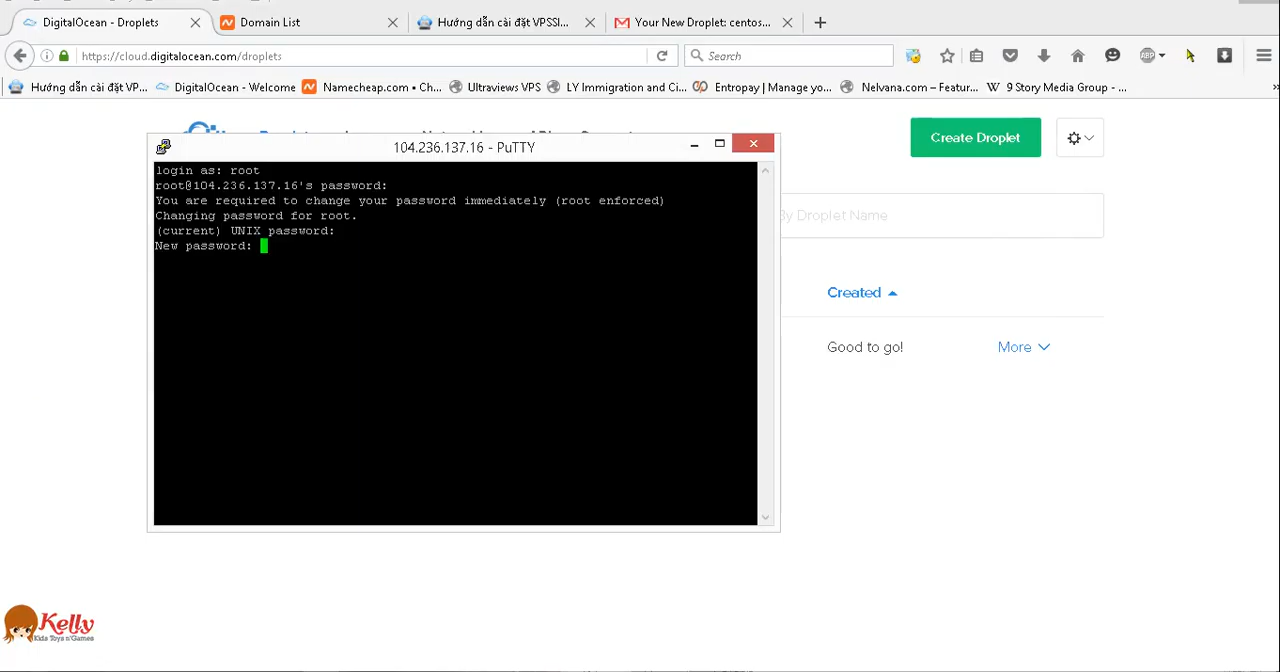 DigitalOcean - Droplets
Domain List
Hướng dẫn cài đặt VPSSI...
Your New Droplet: centos...
https://cloud.digitalocean.com/droplets
Search
ABP
Hướng dẫn cài đặt VP...
DigitalOcean - Welcome
Namecheap.com • Ch...
Ultraviews VPS
LY Immigration and Ci...
Entropay | Manage yo...
Nelvana.com – Featur...
W 9 Story Media Group - ...
Create Droplet
104.236.137.16 - PuTTY
login as: root
root@104.236.137.16's password:
You are required to change your password immediately (root enforced)
Changing password for root.
(current) UNIX password:
New password:
By Droplet Name
Created
Good to go!
More
Kelly
Kids Toys n'Games